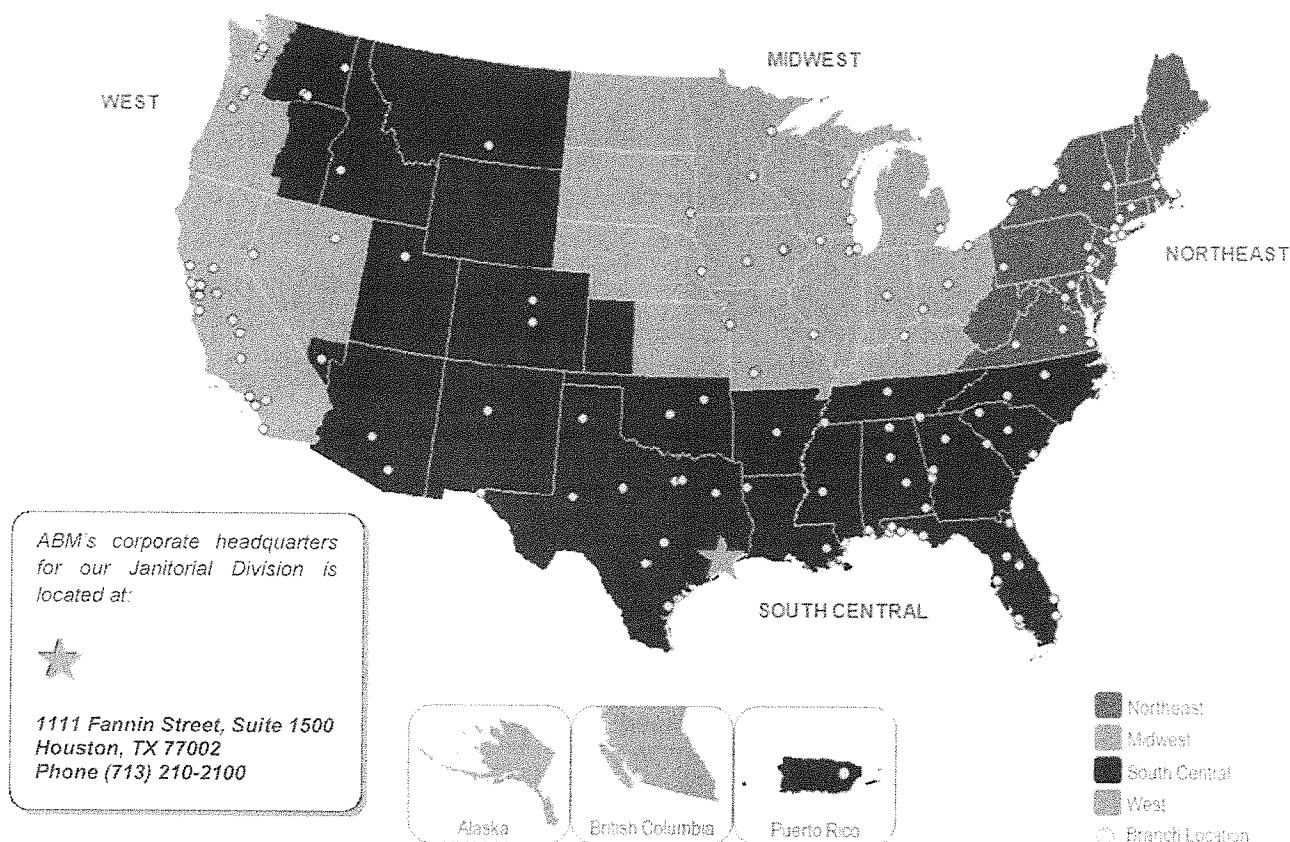 MIDWEST
WEST
NORTHEAST
SOUTH CENTRAL
ABM's corporate headquarters
for our Janitorial Division is
located at:
1111 Fannin Street, Suite 1500
Houston, TX 77002
Phone (713) 210-2100
Alaska
British Columbia
Puerto Rico
Northeast
Midwest
South Central
West
Branch Location